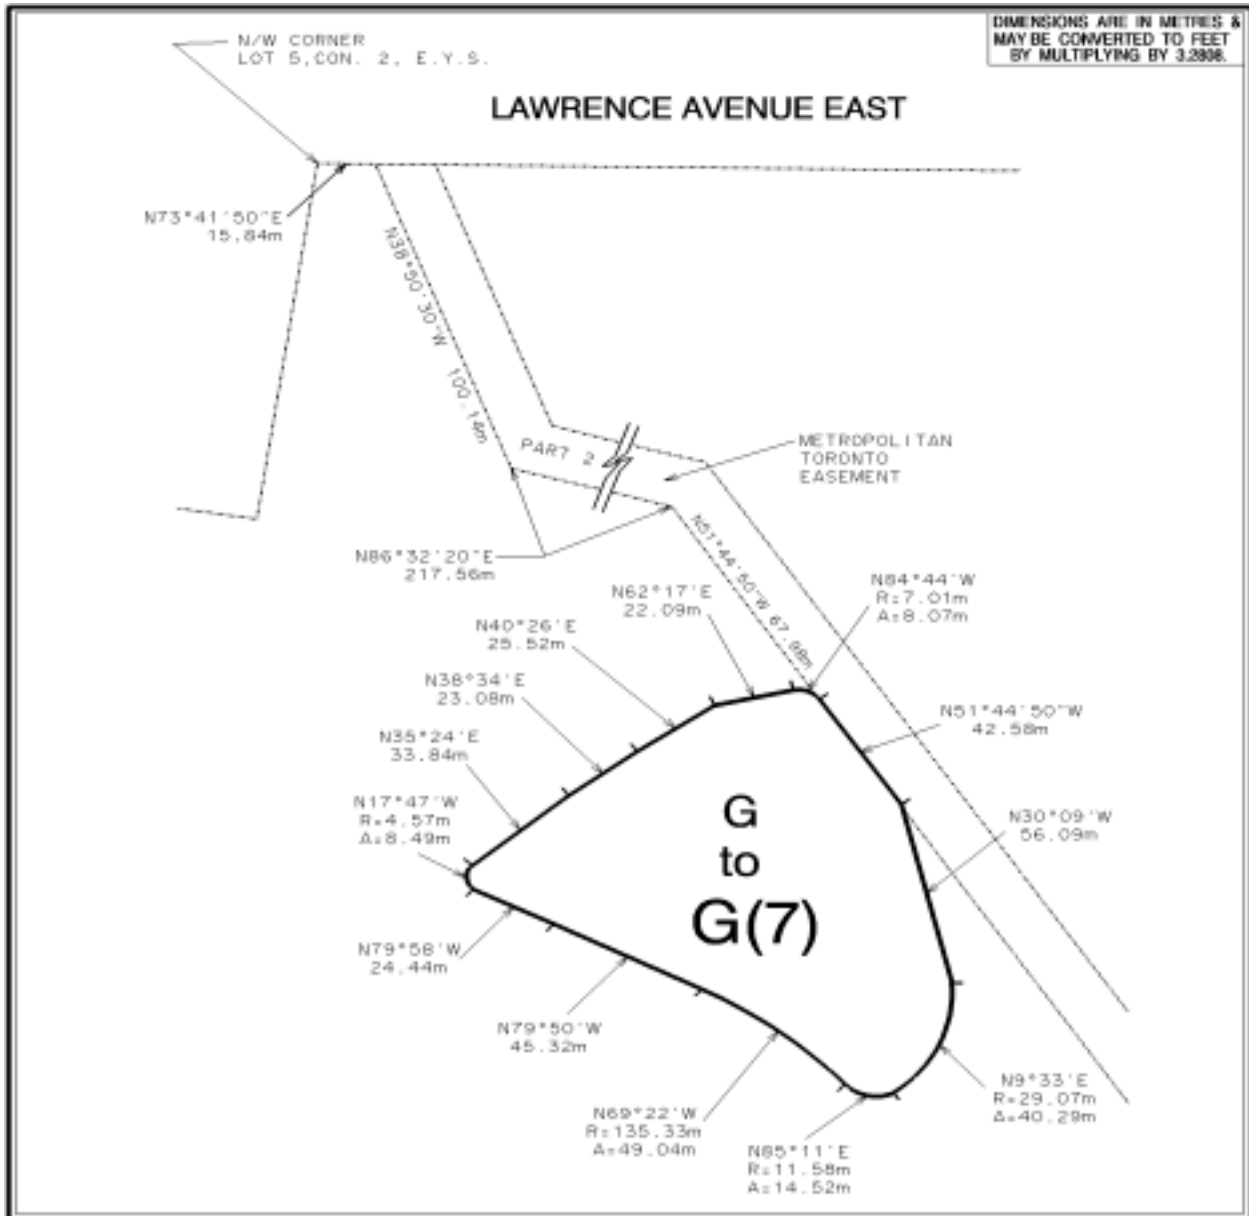 DIMENSIONS ARE IN METRES &
MAY BE CONVERTED TO FEET
BY MULTIPLYING BY 3.2808.
N/W CORNER
LOT 5,CON. 2, E.Y.S.
LAWRENCE AVENUE EAST
N73°41'50"E
15.84m
N38°90'30"W 100.14m
PART 2
METROPOLITAN
TORONTO
EASEMENT
N86°32'20"E
217.56m
N51°44'50"W 67.98m
N62°17'E
22.09m
N84°44'W
R=7.01m
A=8.07m
N40°26'E
25.52m
N38°34'E
23.08m
N51°44'50"W
42.58m
N35°24'E
33.84m
N17°47'W
R=4.57m
A=8.49m
G
to
G(7)
N30°09'W
56.09m
N79°58'W
24.44m
N79°50'W
45.32m
N9°33'E
R=29.07m
A=40.29m
N69°22'W
R=135.33m
A=49.04m
N85°11'E
R=11.58m
A=14.52m